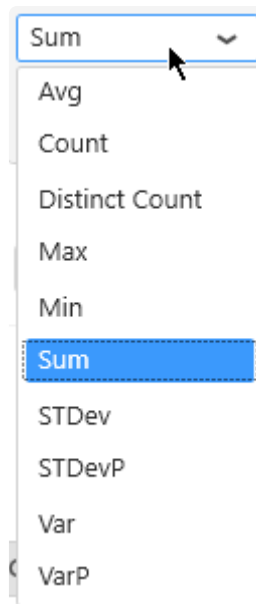 Sum
Avg
Count
Distinct Count
Max
Min
Sum
STDev
STDevP
Var
VarP